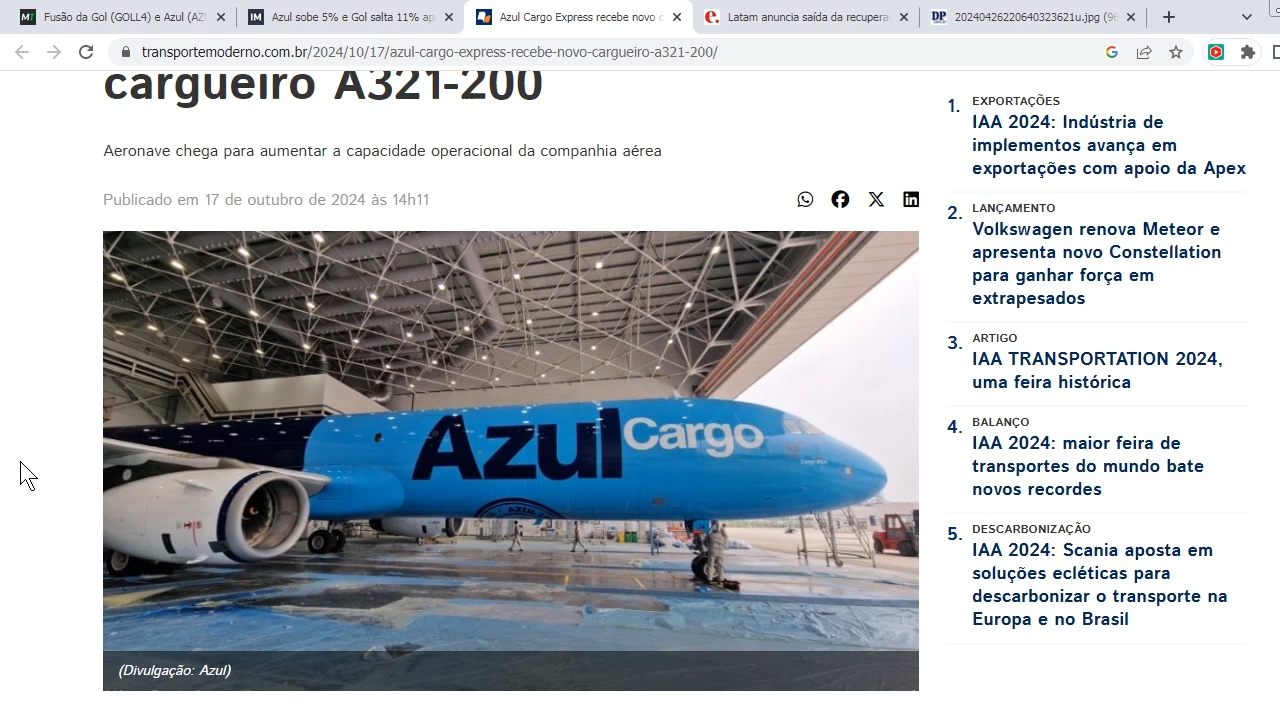 Fusão da Gol (GOLL4) e Azul (AZ
Azul sobe 5% e Gol salta 11% ap
Azul Cargo Express recebe novo c
Latam anuncia saída da recupera
20240426220640323621u.jpg (96
transportemoderno.com.br/2024/10/17/azul-cargo-express-recebe-novo-cargueiro-a321-200/
cargueiro A321-200
Aeronave chega para aumentar a capacidade operacional da companhia aérea
Publicado em 17 de outubro de 2024 às 14h11
Azul Cargo
(Divulgação: Azul)
1. EXPORTAÇÕES
IAA 2024: Indústria de
implementos avança em
exportações com apoio da Apex
2. LANÇAMENTO
Volkswagen renova Meteor e
apresenta novo Constellation
para ganhar força em
extrapesados
3. ARTIGO
IAA TRANSPORTATION 2024,
uma feira histórica
4. BALANÇO
IAA 2024: maior feira de
transportes do mundo bate
novos recordes
5. DESCARBONIZAÇÃO
IAA 2024: Scania aposta em
soluções ecléticas para
descarbonizar o transporte na
Europa e no Brasil